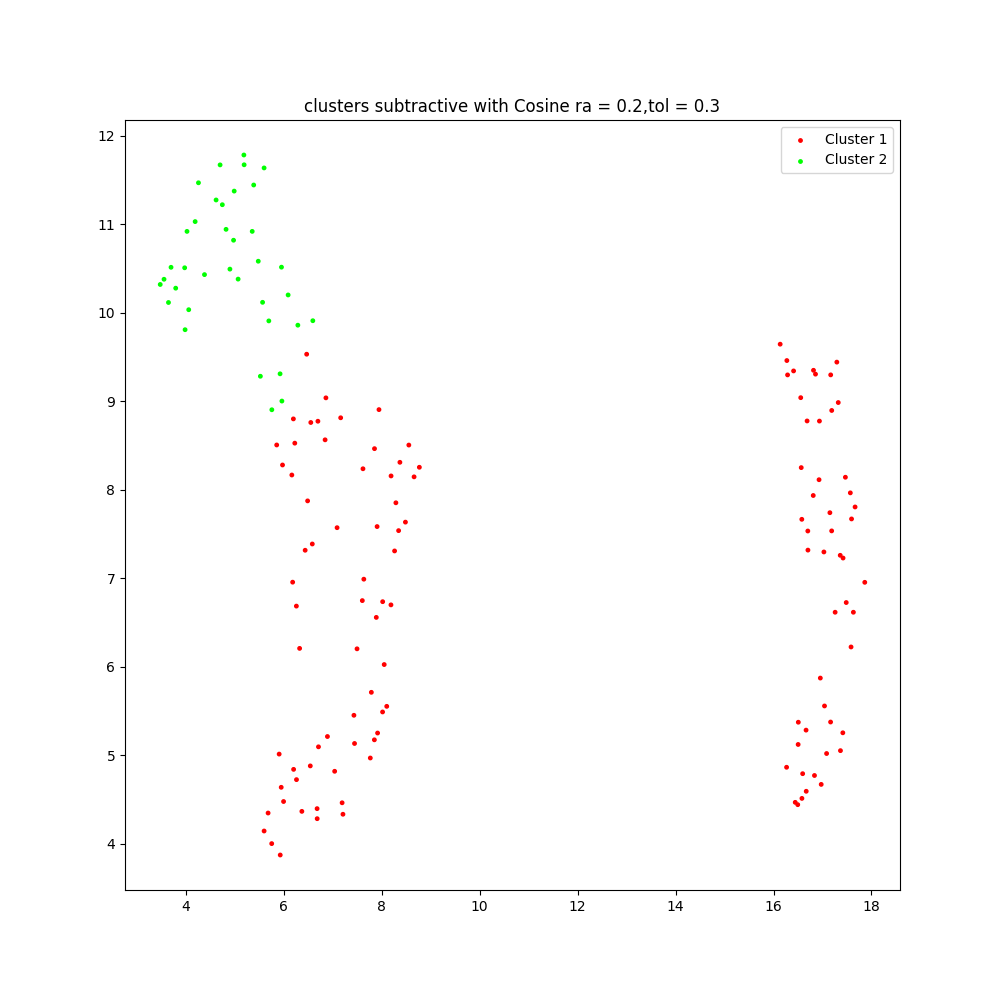 clusters subtractive with Cosine ra = 0.2,tol = 0.3
Cluster 1
Cluster 2
12
11
10
9
8
7
6
5
4
4 6 8 10 12 14 16 18